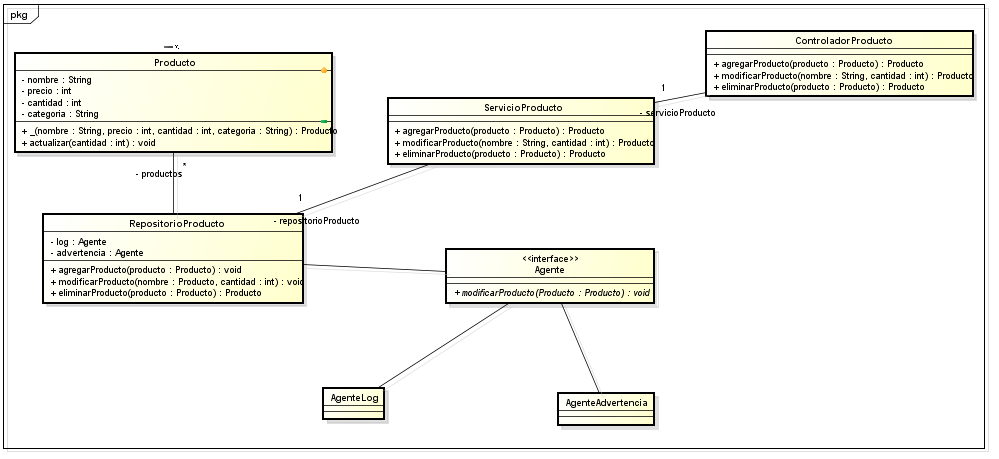 pkg
Producto
- nombre : String
- precio : int
- cantidad : int
- categoria : String
+ _(nombre : String, precio : int, cantidad : int, categoria : String) : Producto
+ actualizar(cantidad : int) : void
ControladorProducto
+ agregarProducto(producto : Producto) : Producto
+ modificarProducto(nombre : String, cantidad : int) : Producto
+ eliminarProducto(producto : Producto) : Producto
1
- servicioProducto
ServicioProducto
+ agregarProducto(producto : Producto) : Producto
+ modificarProducto(nombre : String, cantidad : int) : Producto
+ eliminarProducto(producto : Producto) : Producto
*
- productos
1
- repositorioProducto
RepositorioProducto
- log : Agente
- advertencia : Agente
+ agregarProducto(producto : Producto) : void
+ modificarProducto(nombre : Producto, cantidad : int) : void
+ eliminarProducto(producto : Producto) : Producto
<<interface>>
Agente
+ modificarProducto(Producto : Producto) : void
AgenteLog
AgenteAdvertencia